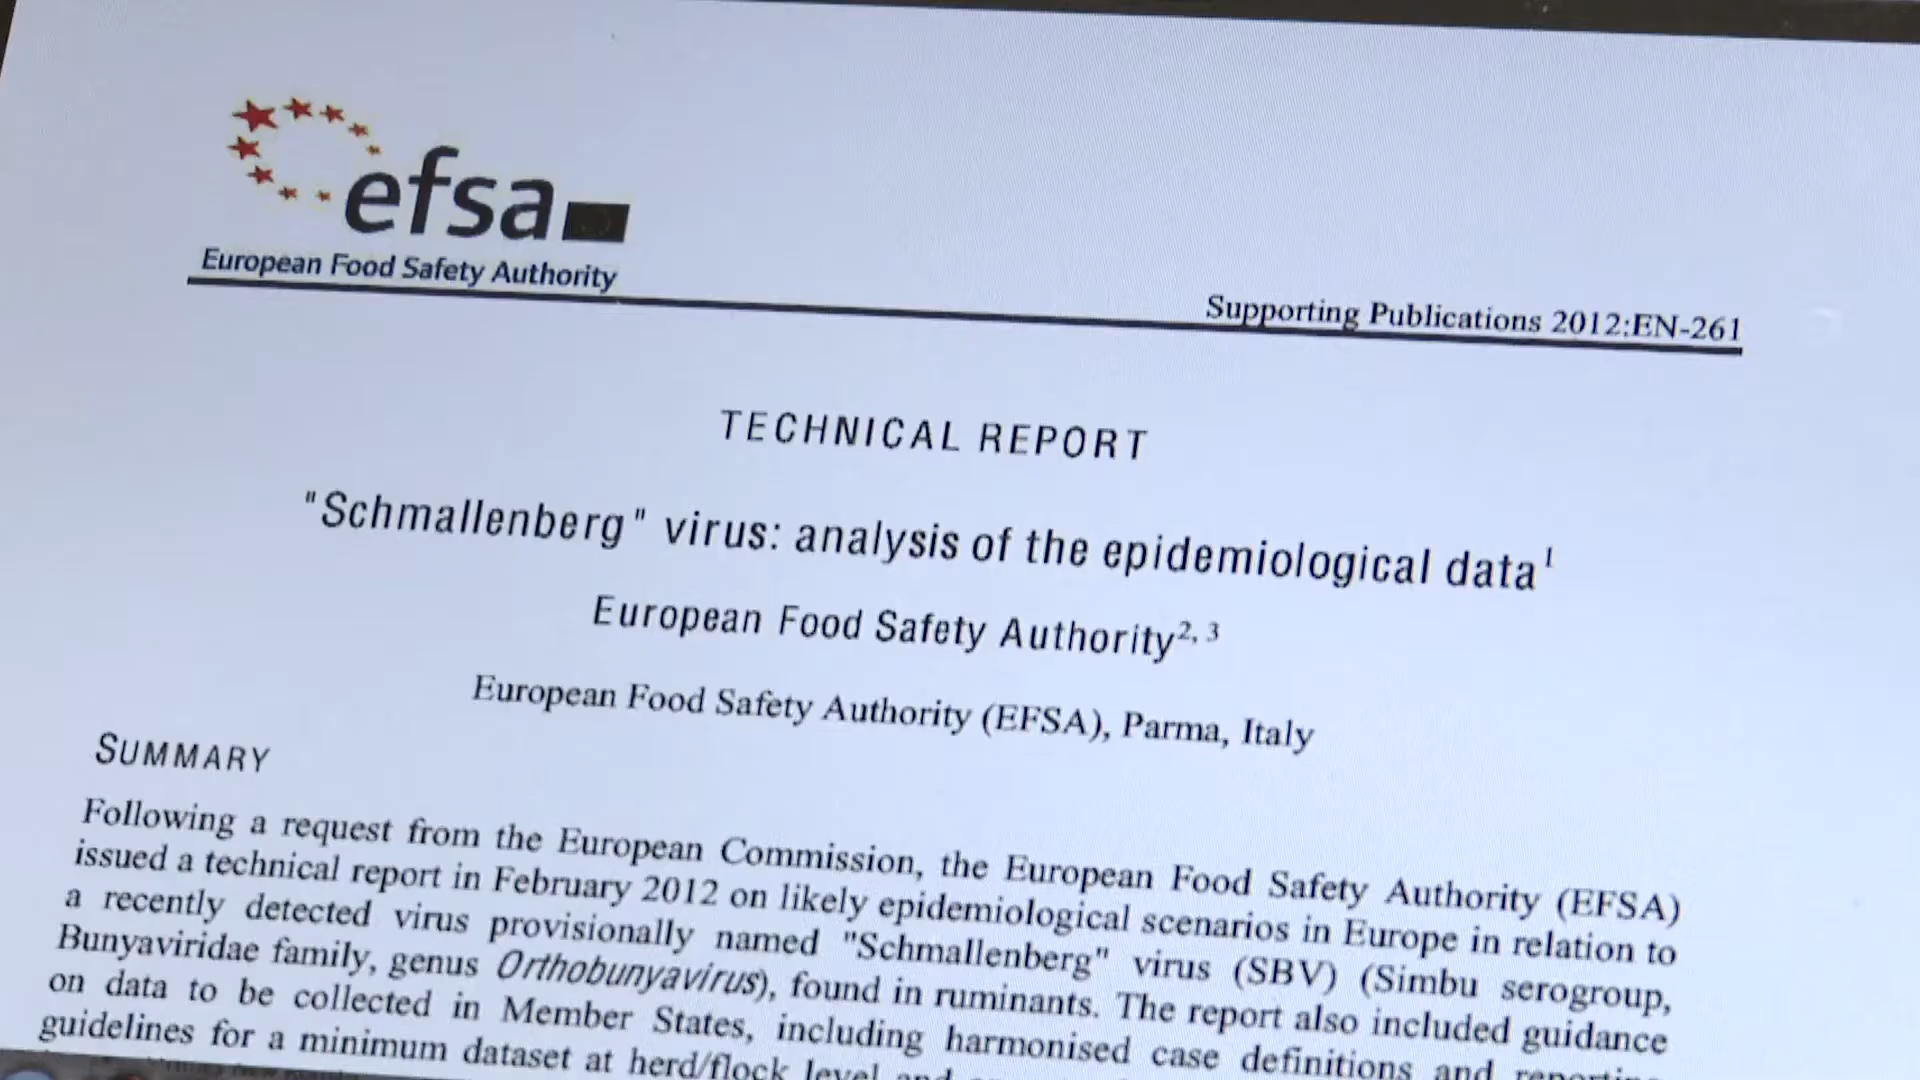 efsa
European Food Safety Authority
Supporting Publications 2012:EN-261
TECHNICAL REPORT
"Schmallenberg" virus: analysis of the epidemiological data1
European Food Safety Authority2, 3
European Food Safety Authority (EFSA), Parma, Italy
SUMMARY
Following a request from the European Commission, the European Food Safety Authority (EFSA)
issued a technical report in February 2012 on likely epidemiological scenarios in Europe in relation to
a recently detected virus provisionally named "Schmallenberg" virus (SBV) (Simbu serogroup,
Bunyaviridae family, genus Orthobunyavirus), found in ruminants. The report also included guidance
on data to be collected in Member States, including harmonised case definitions and reporting
guidelines for a minimum dataset at herd/flock level and